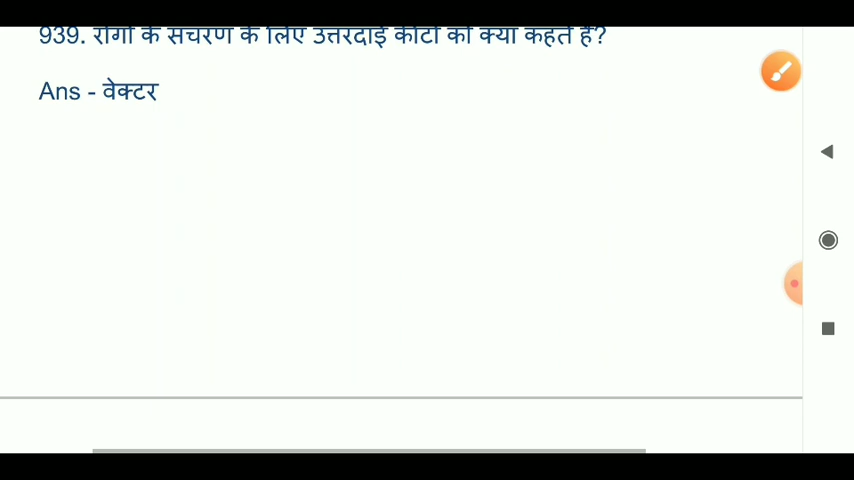 939. रोगों के संचरण के लिए उत्तरदाई कीटों को क्या कहते हैं?
Ans - वेक्टर